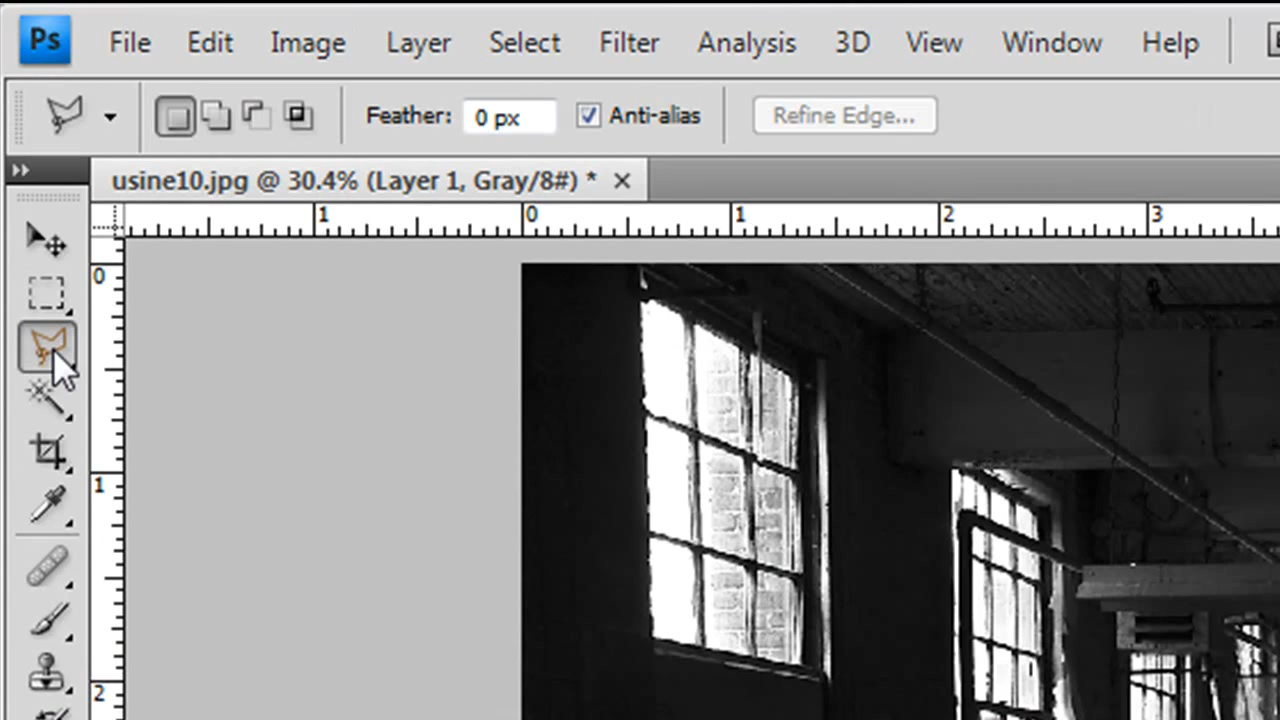 Ps File Edit Image Layer Select Filter Analysis 3D View Window Help
Feather: 0 px Anti-alias Refine Edge...
usine10.jpg @ 30.4% (Layer 1, Gray/8#) *
1 0 1 2 3
0
1
2